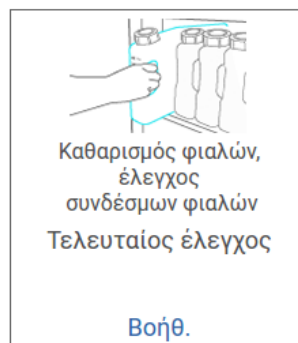 Καθαρισμός φιαλών,
έλεγχος
συνδέσμων φιαλών
Τελευταίος έλεγχος
Βοήθ.